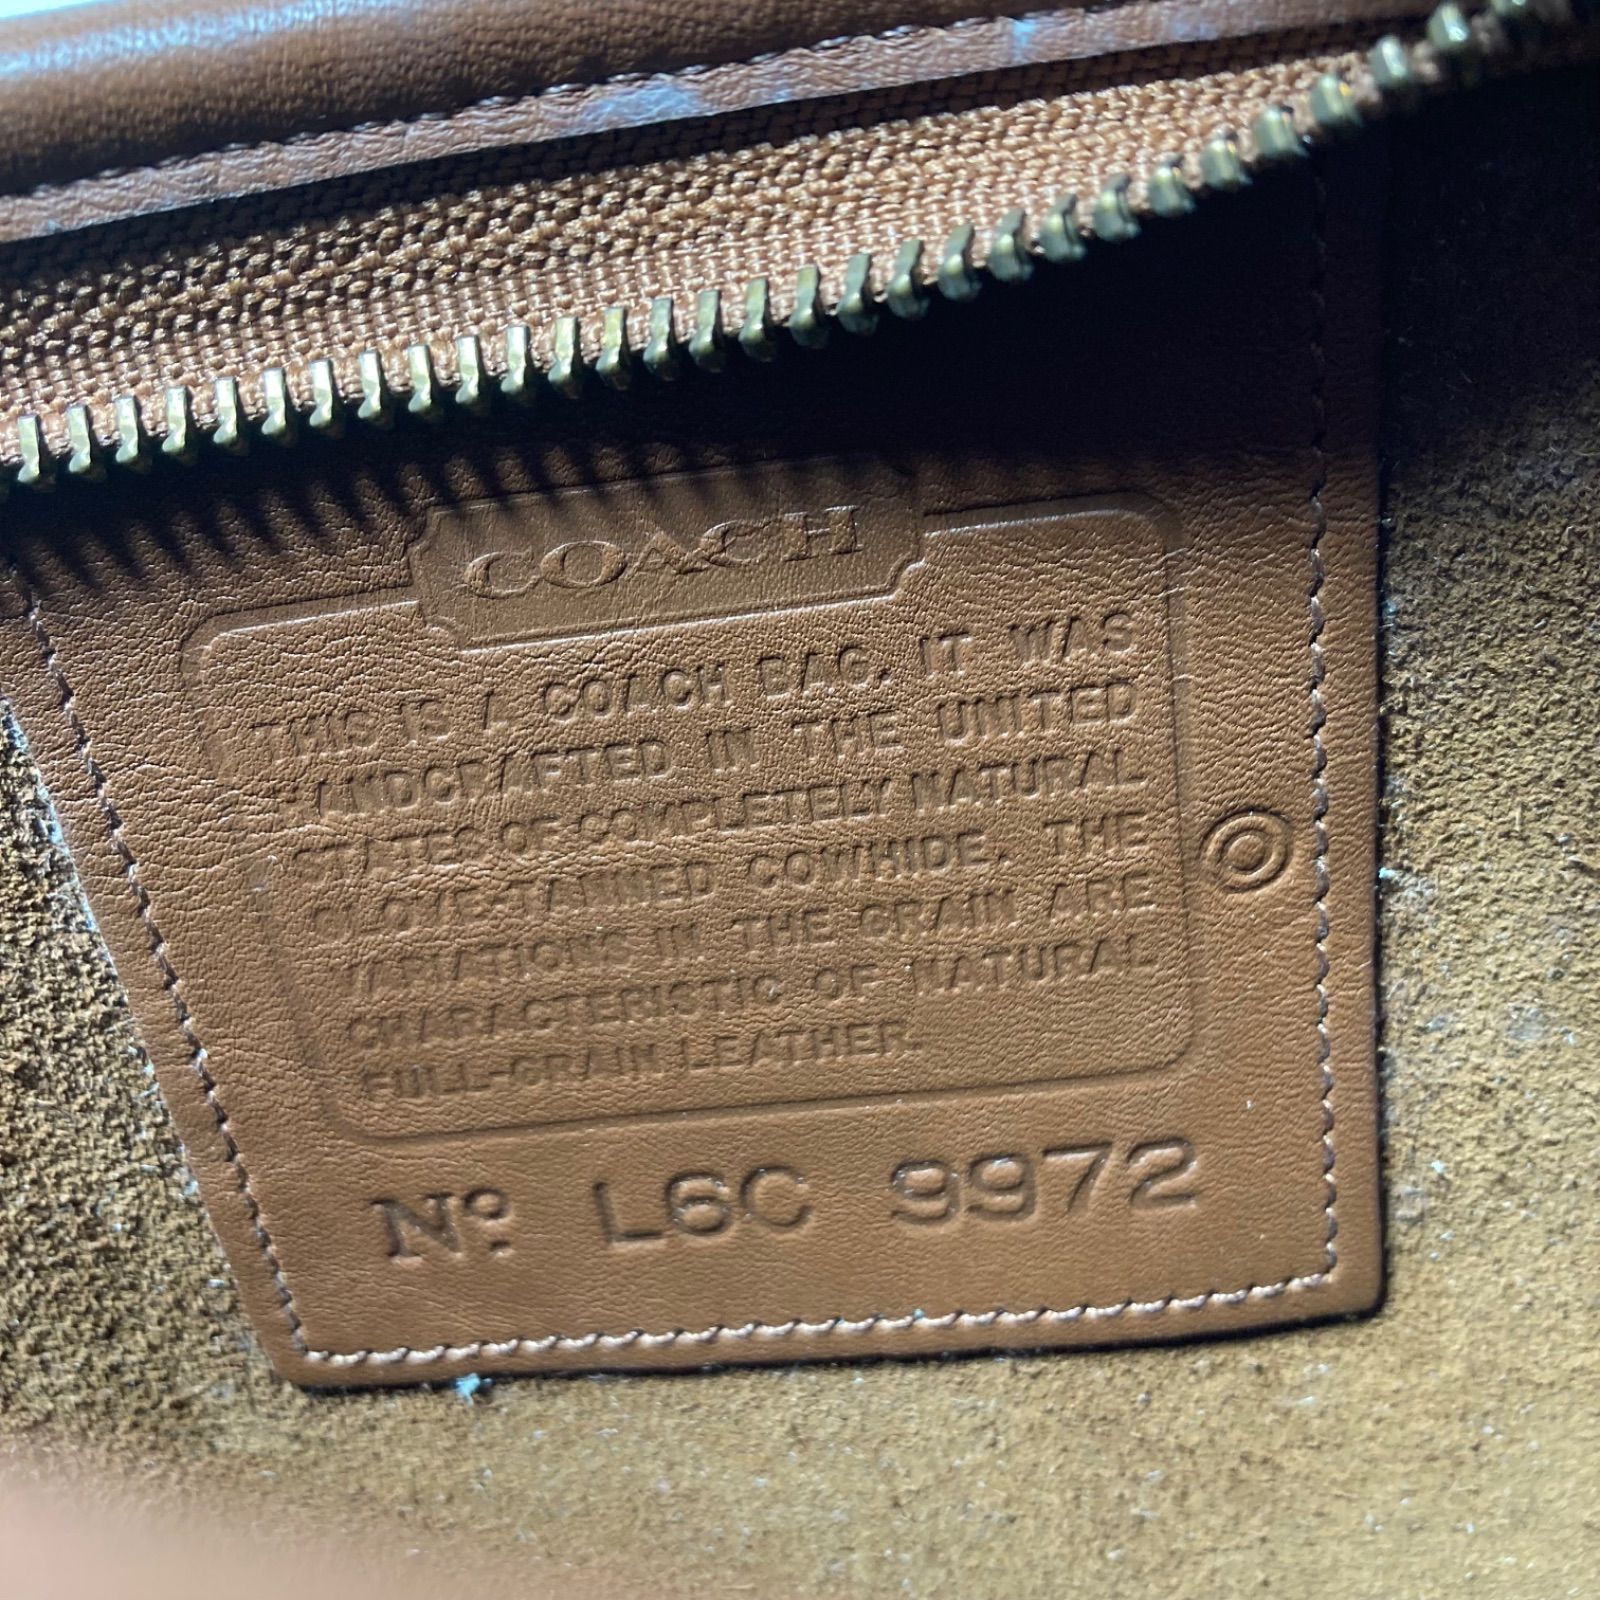 COACH
THIS IS A COACH BAG. IT WAS
HANDCRAFTED IN THE UNITED
STATES OF COMPLETELY NATURAL
GLOVE-TANNED COWHIDE. THE
VARIATIONS IN THE GRAIN ARE
CHARACTERISTIC OF NATURAL
FULL-GRAIN LEATHER.
Nº L6C 9972